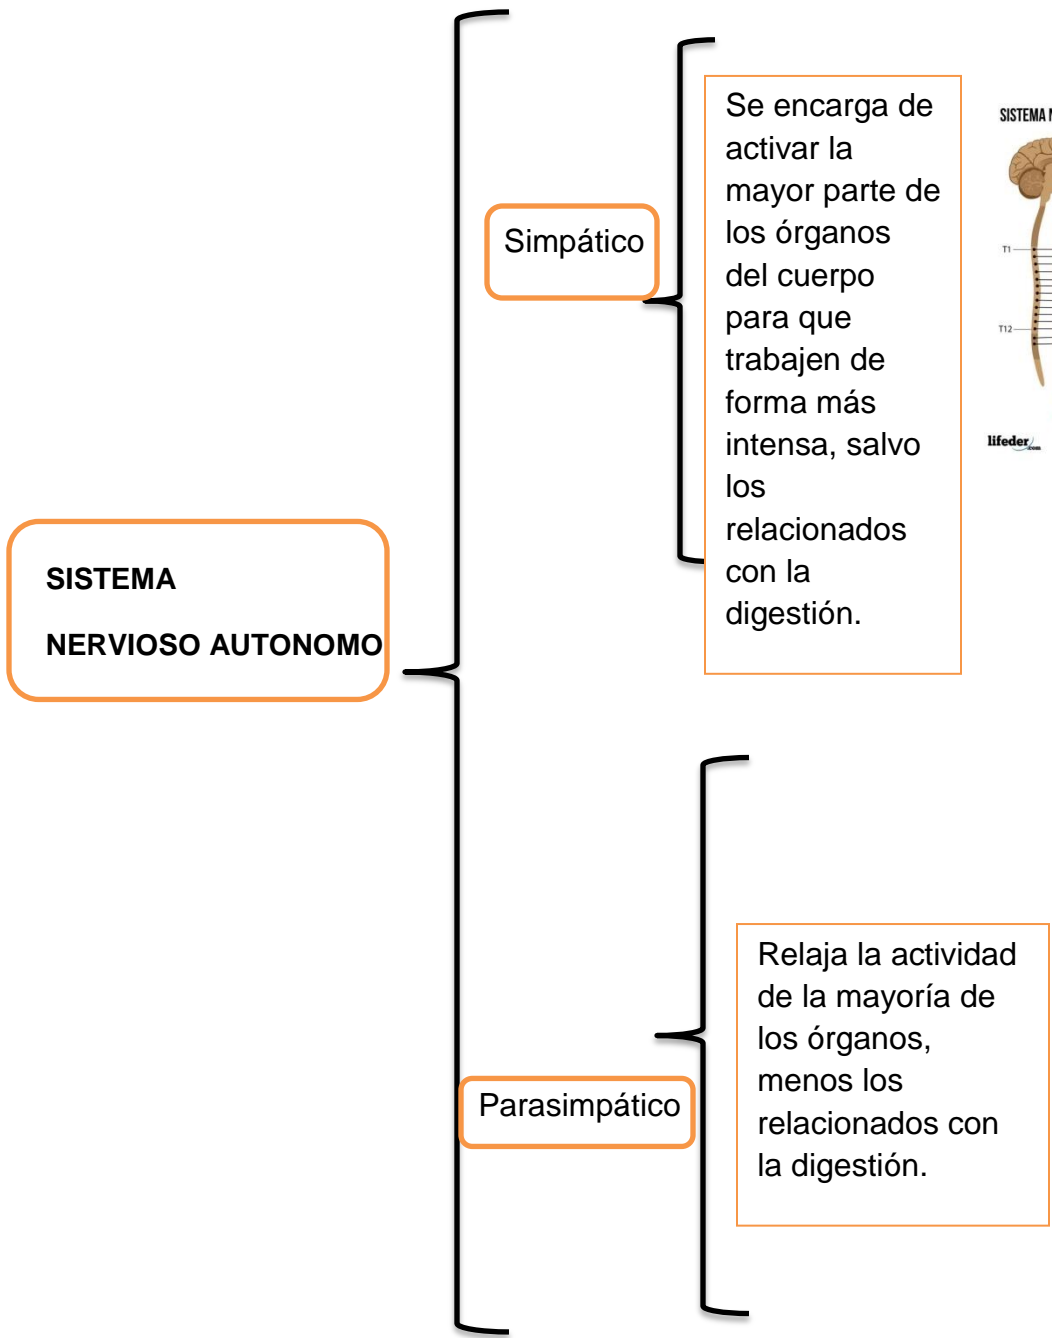 SISTEMA
NERVIOSO AUTONOMO
Simpático
Se encarga de
activar la
mayor parte de
los órganos
del cuerpo
para que
trabajen de
forma más
intensa, salvo
los
relacionados
con la
digestión.
SISTEMA
T1
T12
lifeder.com
Parasimpático
Relaja la actividad
de la mayoría de
los órganos,
menos los
relacionados con
la digestión.